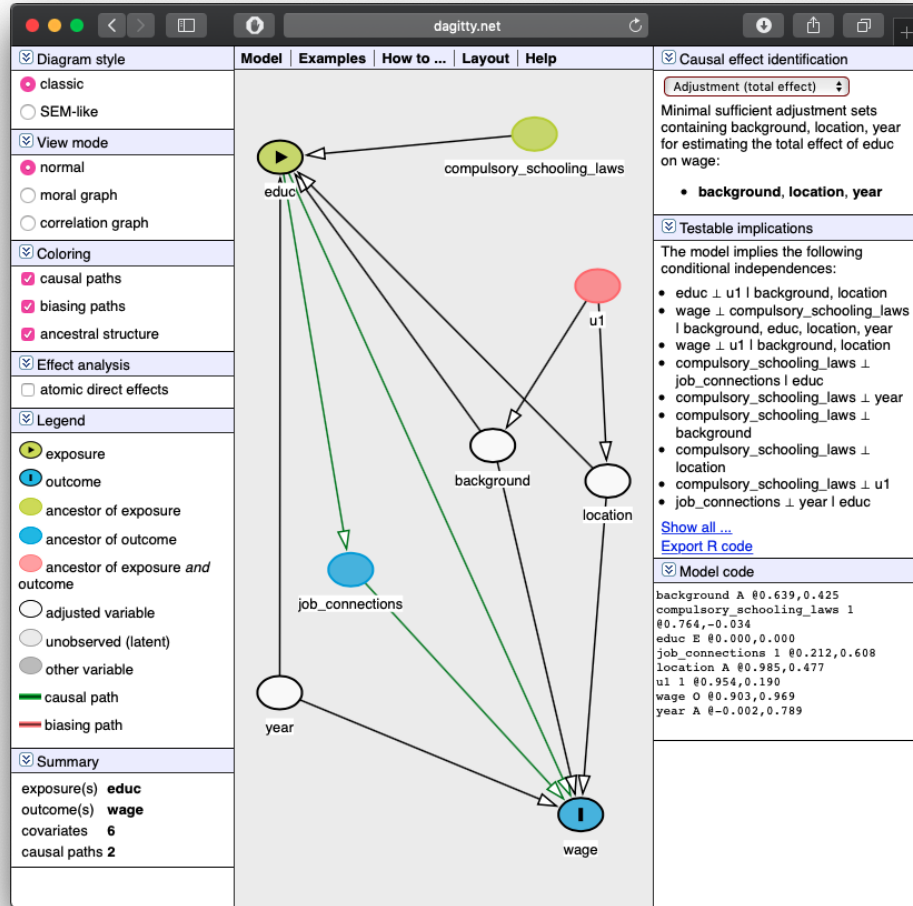 dagitty.net
Diagram style
classic
SEM-like
View mode
normal
moral graph
correlation graph
Coloring
causal paths
biasing paths
ancestral structure
Effect analysis
atomic direct effects
Legend
exposure
outcome
ancestor of exposure
ancestor of outcome
ancestor of exposure and
outcome
adjusted variable
unobserved (latent)
other variable
causal path
biasing path
Summary
exposure(s) educ
outcome(s) wage
covariates 6
causal paths 2
Model | Examples | How to ... | Layout | Help
compulsory_schooling_laws
educ
u1
background
location
job_connections
year
wage
Causal effect identification
Adjustment (total effect)
Minimal sufficient adjustment sets
containing background, location, year
for estimating the total effect of educ
on wage:
• background, location, year
Testable implications
The model implies the following
conditional independences:
• educ ⊥ u1 | background, location
• wage ⊥ compulsory_schooling_laws
| background, educ, location, year
• wage ⊥ u1 | background, location
• compulsory_schooling_laws ⊥
job_connections | educ
• compulsory_schooling_laws ⊥ year
• compulsory_schooling_laws ⊥
background
• compulsory_schooling_laws ⊥
location
• compulsory_schooling_laws ⊥ u1
• job_connections ⊥ year | educ
Show all ...
Export R code
Model code
background A @0.639,0.425
compulsory_schooling_laws 1
@0.764,-0.034
educ E @0.000,0.000
job_connections 1 @0.212,0.608
location A @0.985,0.477
u1 1 @0.954,0.190
wage O @0.903,0.969
year A @-0.002,0.789